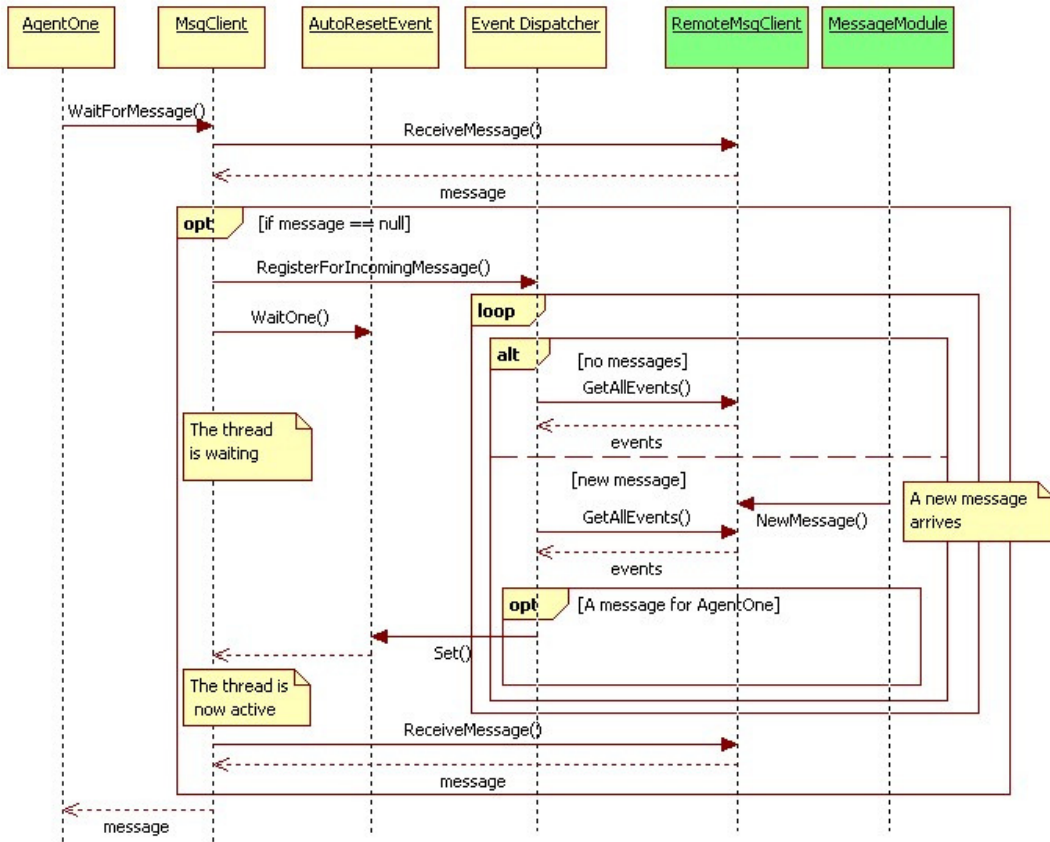 AgentOne
MsgClient
AutoResetEvent
Event Dispatcher
RemoteMsgClient
MessageModule
WaitForMessage()
ReceiveMessage()
message
opt
[if message == null]
RegisterForIncomingMessage()
loop
WaitOne()
alt
[no messages]
GetAllEvents()
The thread
is waiting
events
[new message]
A new message
arrives
GetAllEvents()
NewMessage()
events
opt
[A message for AgentOne]
Set()
The thread is
now active
ReceiveMessage()
message
message